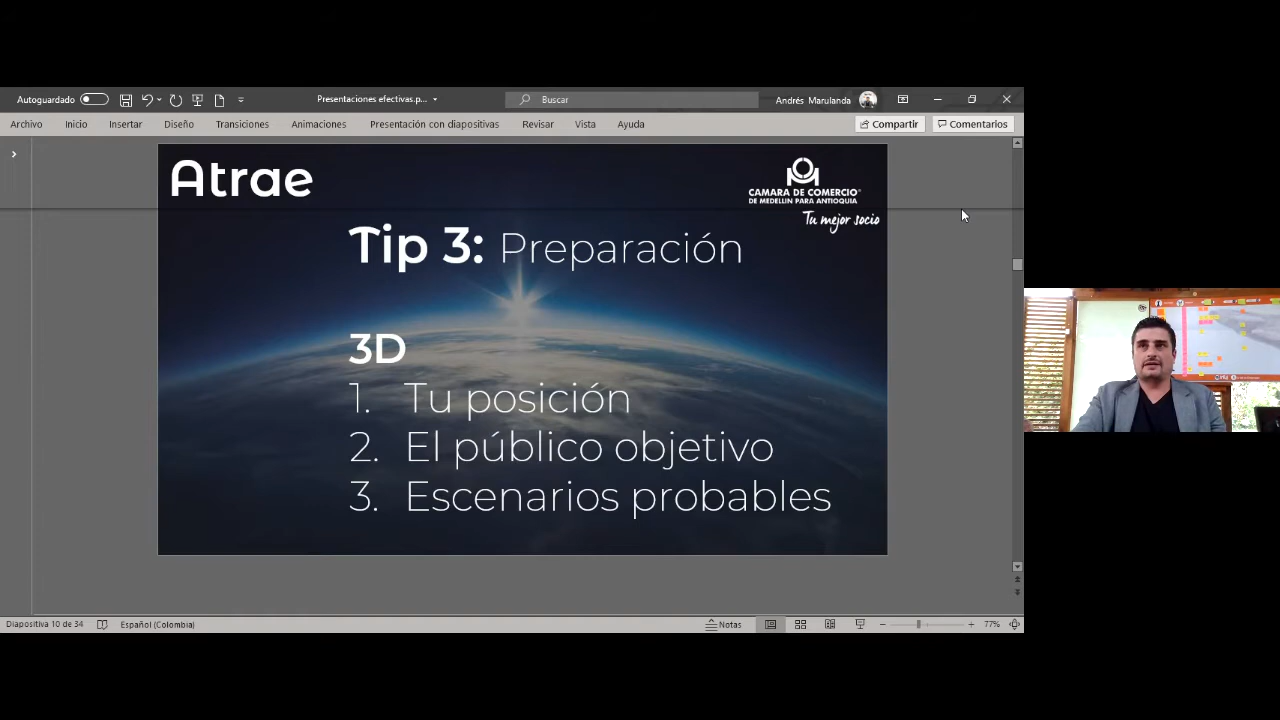 Autoguardado
Presentaciones efectivas.p...
Buscar
Andrés Marulanda
Archivo
Inicio
Insertar
Diseño
Transiciones
Animaciones
Presentación con diapositivas
Revisar
Vista
Ayuda
Compartir
Comentarios
Atrae
CAMARA DE COMERCIO®
DE MEDELLIN PARA ANTIOQUIA
Tu mejor socio
Tip 3: Preparación
3D
1. Tu posición
2. El público objetivo
3. Escenarios probables
Diapositiva 10 de 34
Español (Colombia)
Notas
77%